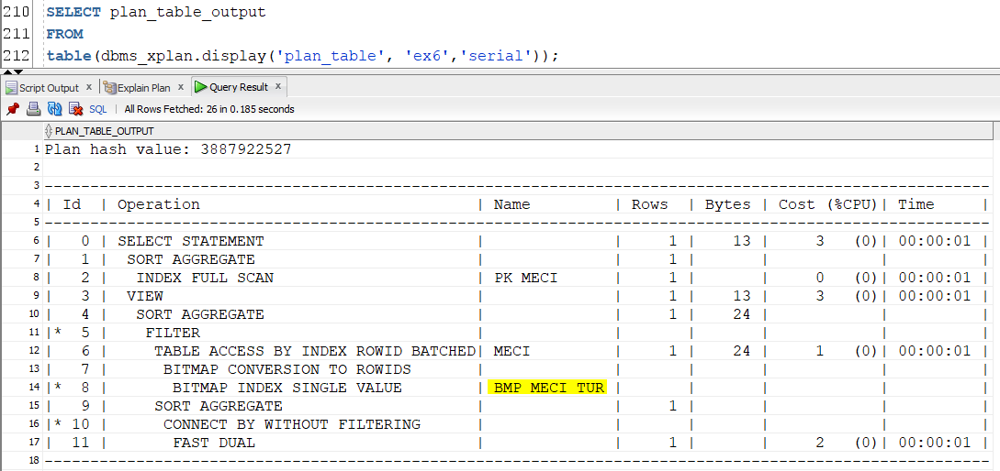 210 SELECT plan_table_output
211 FROM
212 table(dbms_xplan.display('plan_table', 'ex6','serial'));
Script Output x Explain Plan x Query Result x
SQL | All Rows Fetched: 26 in 0.185 seconds
PLAN_TABLE_OUTPUT
1 Plan hash value: 3887922527
2
3 --------------------------------------------------------------------------------------------------------
4 | Id | Operation | Name | Rows | Bytes | Cost (%CPU)| Time |
5 --------------------------------------------------------------------------------------------------------
6 | 0 | SELECT STATEMENT | | 1 | 13 | 3 (0)| 00:00:01 |
7 | 1 | SORT AGGREGATE | | 1 | | | |
8 | 2 | INDEX FULL SCAN | PK MECI | 1 | | 0 (0)| 00:00:01 |
9 | 3 | VIEW | | 1 | 13 | 3 (0)| 00:00:01 |
10 | 4 | SORT AGGREGATE | | 1 | 24 | | |
11 |* 5 | FILTER | | | | | |
12 | 6 | TABLE ACCESS BY INDEX ROWID BATCHED| MECI | 1 | 24 | 1 (0)| 00:00:01 |
13 | 7 | BITMAP CONVERSION TO ROWIDS | | | | | |
14 |* 8 | BITMAP INDEX SINGLE VALUE | BMP MECI TUR | | | | |
15 | 9 | SORT AGGREGATE | | 1 | | | |
16 |* 10 | CONNECT BY WITHOUT FILTERING | | | | | |
17 | 11 | FAST DUAL | | 1 | | 2 (0)| 00:00:01 |
18 --------------------------------------------------------------------------------------------------------